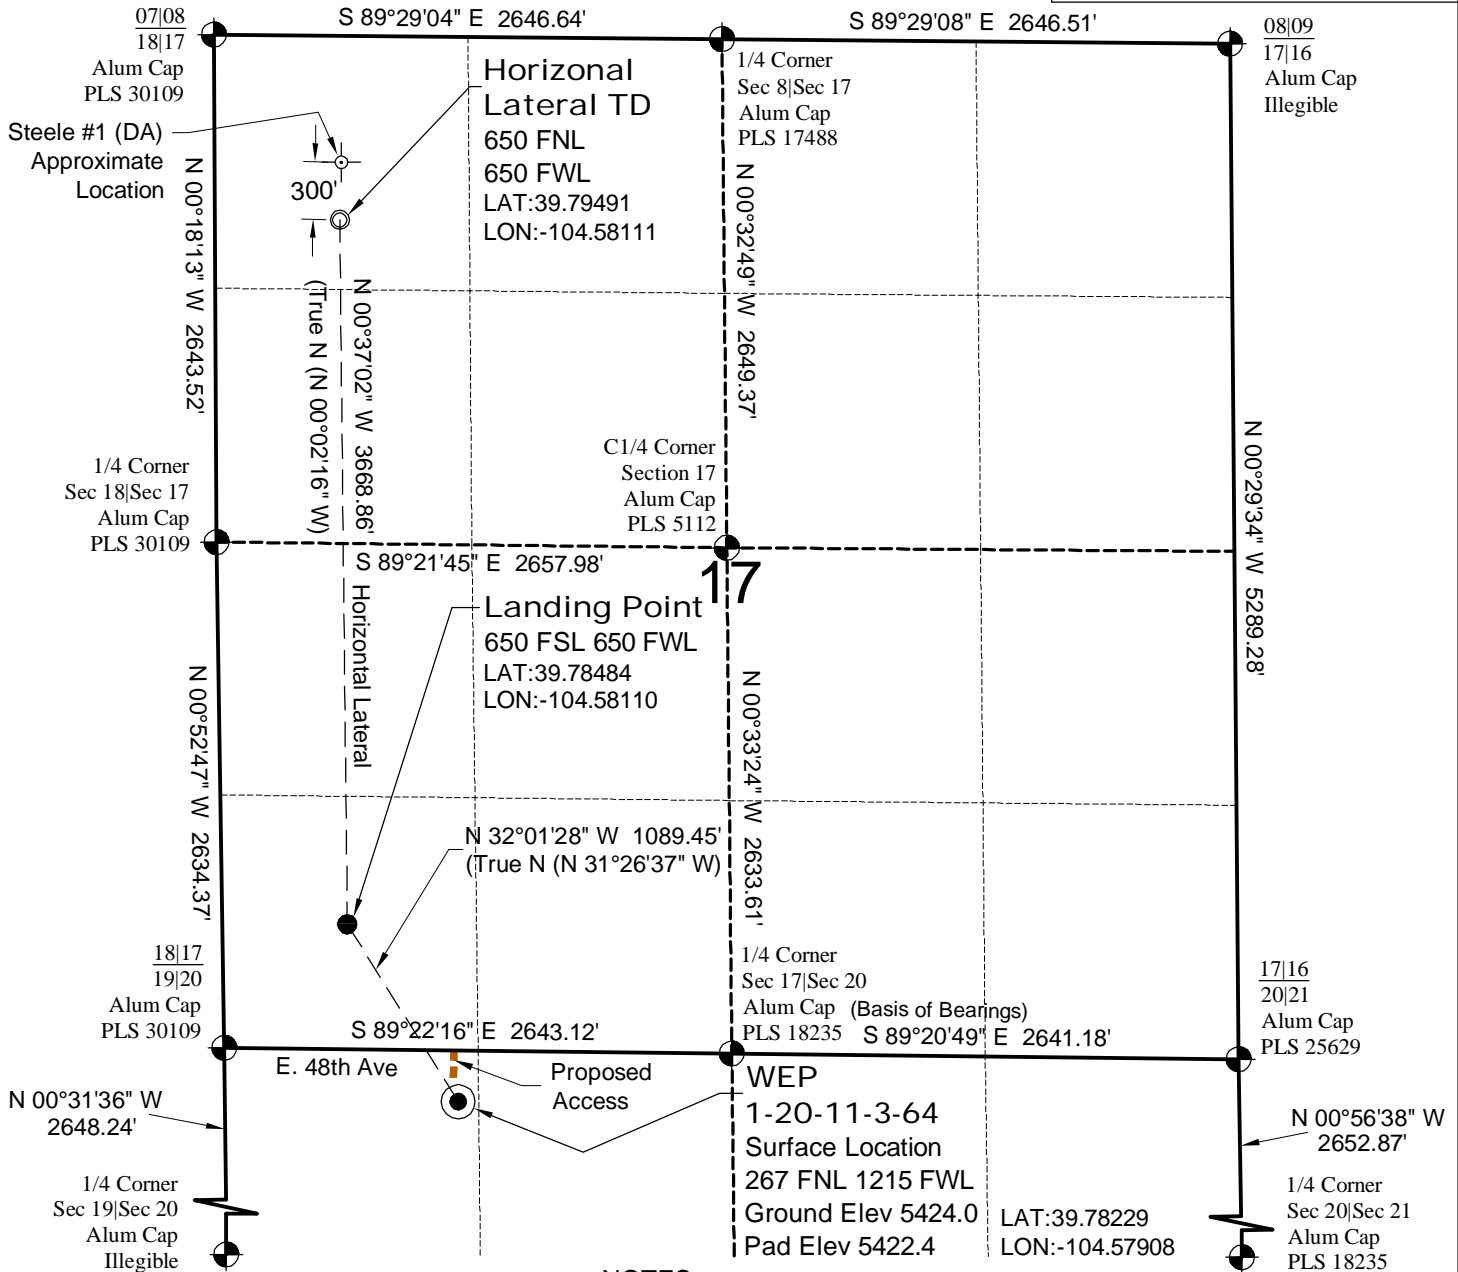 07|08
18|17
Alum Cap
PLS 30109
S 89°29'04" E 2646.64'
S 89°29'08" E 2646.51'
08|09
17|16
Alum Cap
Illegible
1/4 Corner
Sec 8|Sec 17
Alum Cap
PLS 17488
Horizonal
Lateral TD
650 FNL
650 FWL
LAT:39.79491
LON:-104.58111
Steele #1 (DA)
Approximate
Location
300'
N 00°18'13" W 2643.52'
N 00°37'02" W 3668.86'
(True N (N 00°02'16" W)
N 00°32'49" W 2649.37'
N 00°29'34" W 5289.28'
1/4 Corner
Sec 18|Sec 17
Alum Cap
PLS 30109
C1/4 Corner
Section 17
Alum Cap
PLS 5112
S 89°21'45" E 2657.98'
17
Horizontal Lateral
Landing Point
650 FSL 650 FWL
LAT:39.78484
LON:-104.58110
N 00°52'47" W 2634.37'
N 00°33'24" W 2633.61'
N 32°01'28" W 1089.45'
(True N (N 31°26'37" W)
18|17
19|20
Alum Cap
PLS 30109
1/4 Corner
Sec 17|Sec 20
Alum Cap
PLS 18235
(Basis of Bearings)
S 89°22'16" E 2643.12'
S 89°20'49" E 2641.18'
17|16
20|21
Alum Cap
PLS 25629
E. 48th Ave
Proposed
Access
WEP
1-20-11-3-64
Surface Location
267 FNL 1215 FWL
Ground Elev 5424.0
Pad Elev 5422.4
LAT:39.78229
LON:-104.57908
N 00°31'36" W
2648.24'
N 00°56'38" W
2652.87'
1/4 Corner
Sec 19|Sec 20
Alum Cap
Illegible
1/4 Corner
Sec 20|Sec 21
Alum Cap
PLS 18235